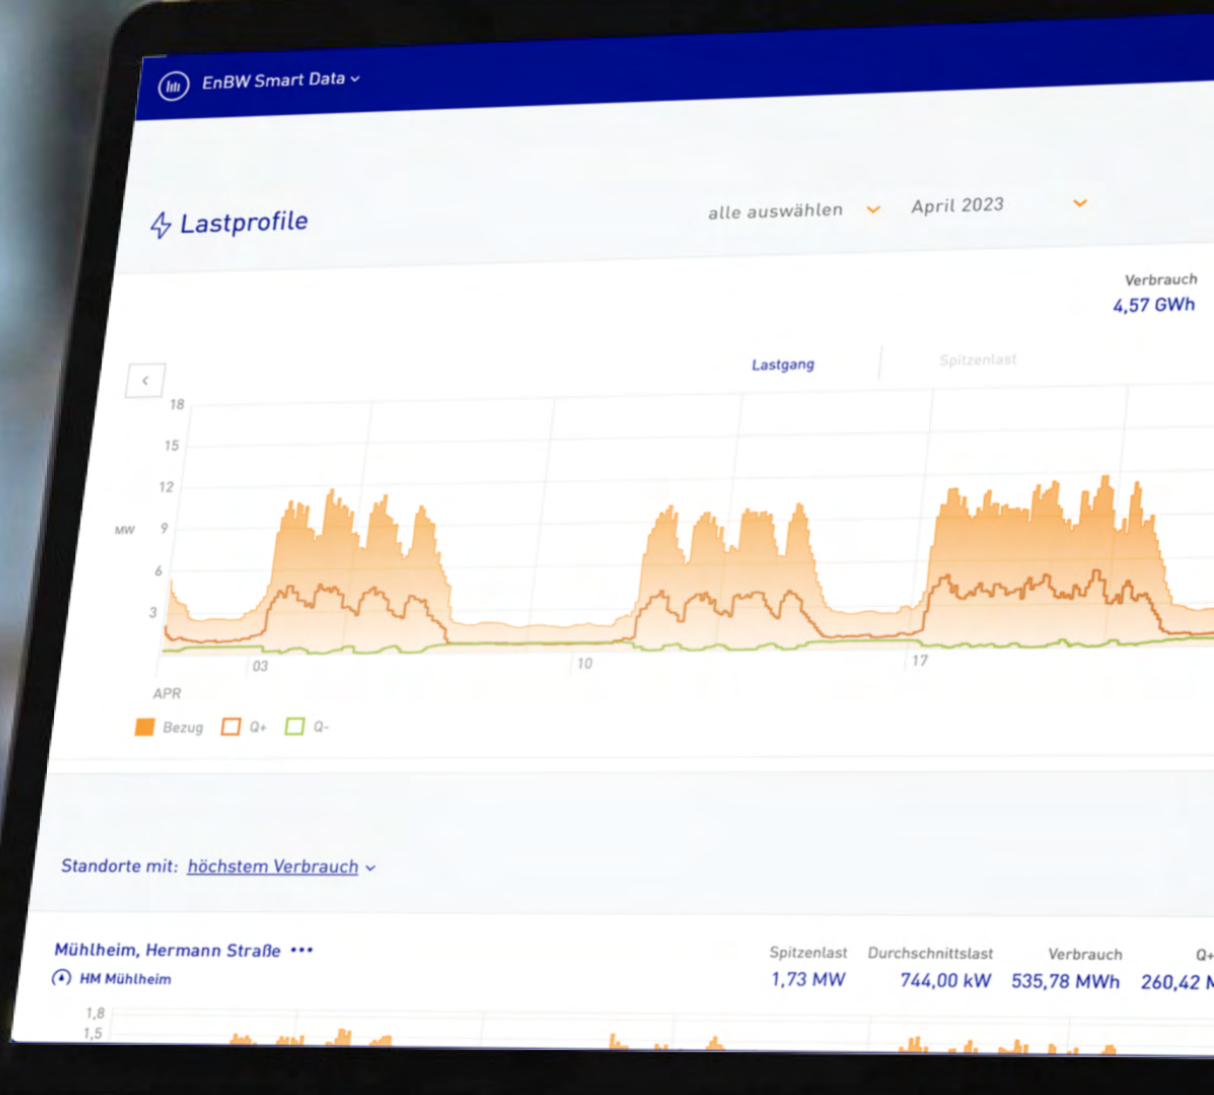 EnBW Smart Data
Lastprofile
alle auswählen
April 2023
Verbrauch
4,57 GWh
Lastgang
Spitzenlast
18
15
12
MW
9
6
3
03
10
17
APR
Bezug
Q+
Q-
Standorte mit: höchstem Verbrauch
Mühlheim, Hermann Straße •••
HM Mühlheim
Spitzenlast Durchschnittslast Verbrauch Q+
1,73 MW 744,00 kW 535,78 MWh 260,42 M
1,8
1,5